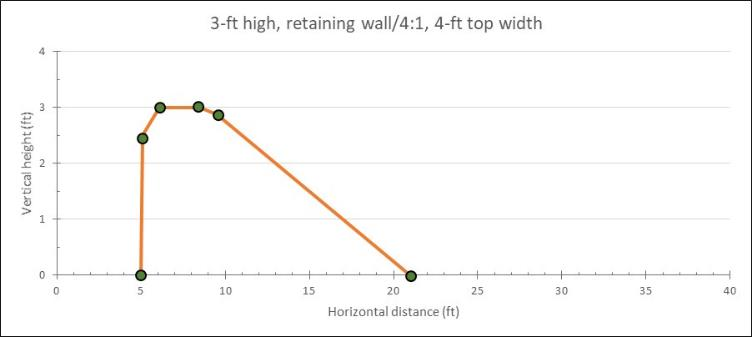 3-ft high, retaining wall/4:1, 4-ft top width
4
3
2
1
0
Vertical height (ft)
0 5 10 15 20 25 30 35 40
Horizontal distance (ft)